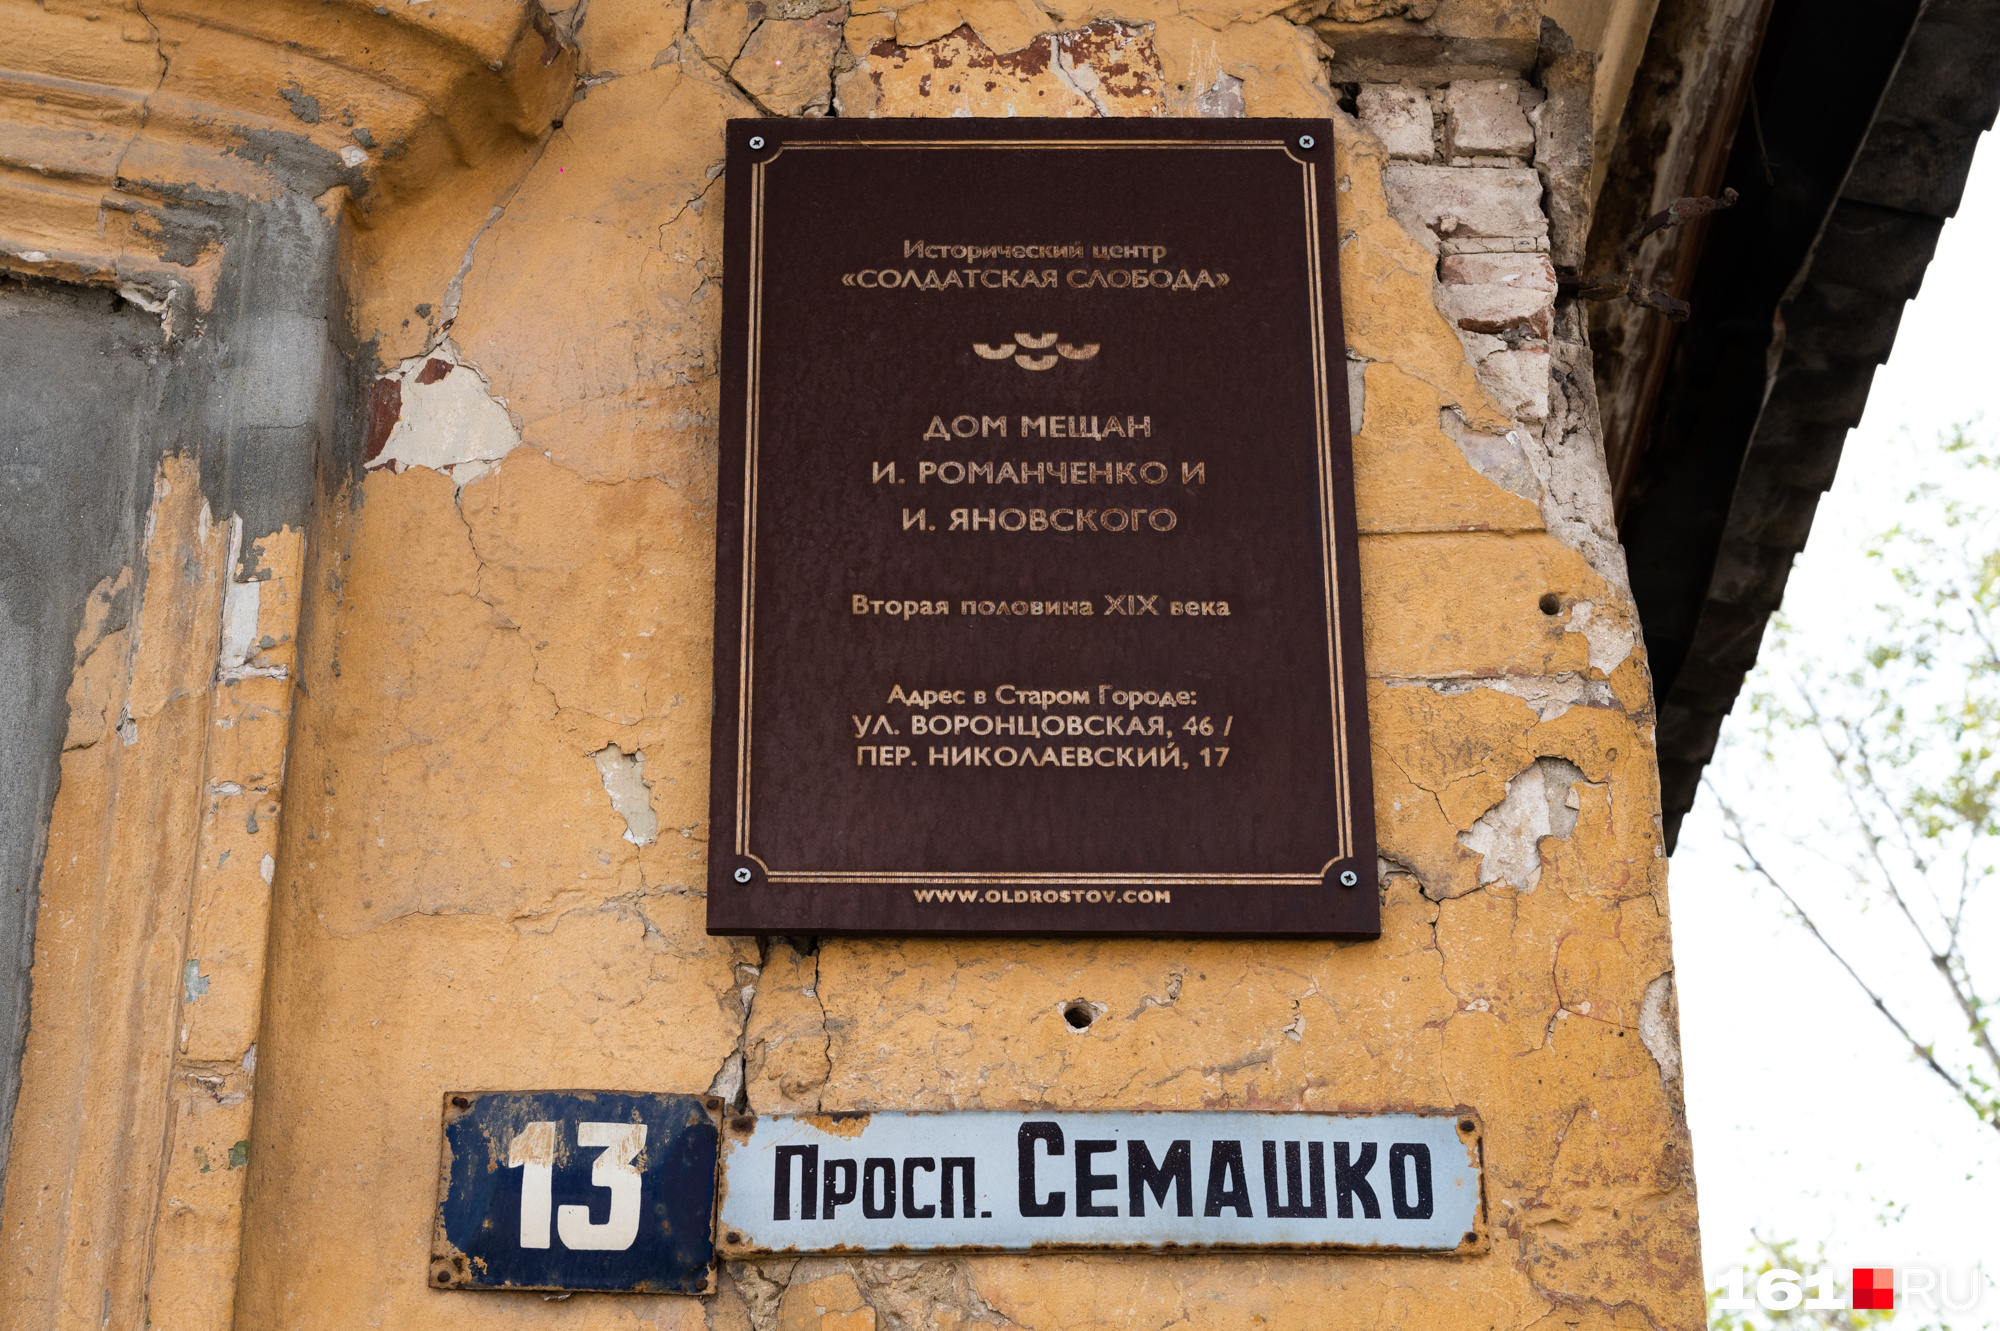 Исторический центр
«СОЛДАТСКАЯ СЛОБОДА»
ДОМ МЕЩАН
И. РОМАНЧЕНКО И
И. ЯНОВСКОГО
Вторая половина XIX века
Адрес в Старом Городе:
УЛ. ВОРОНЦОВСКАЯ, 46 /
ПЕР. НИКОЛАЕВСКИЙ, 17
WWW.OLDROSTOV.COM
13
Просп. Семашко
161.RU